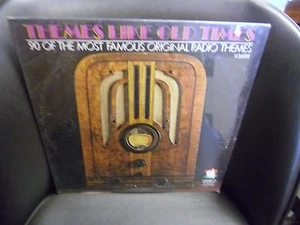 THEMES LIKE OLD TIMES
90 OF THE MOST FAMOUS ORIGINAL RADIO THEMES